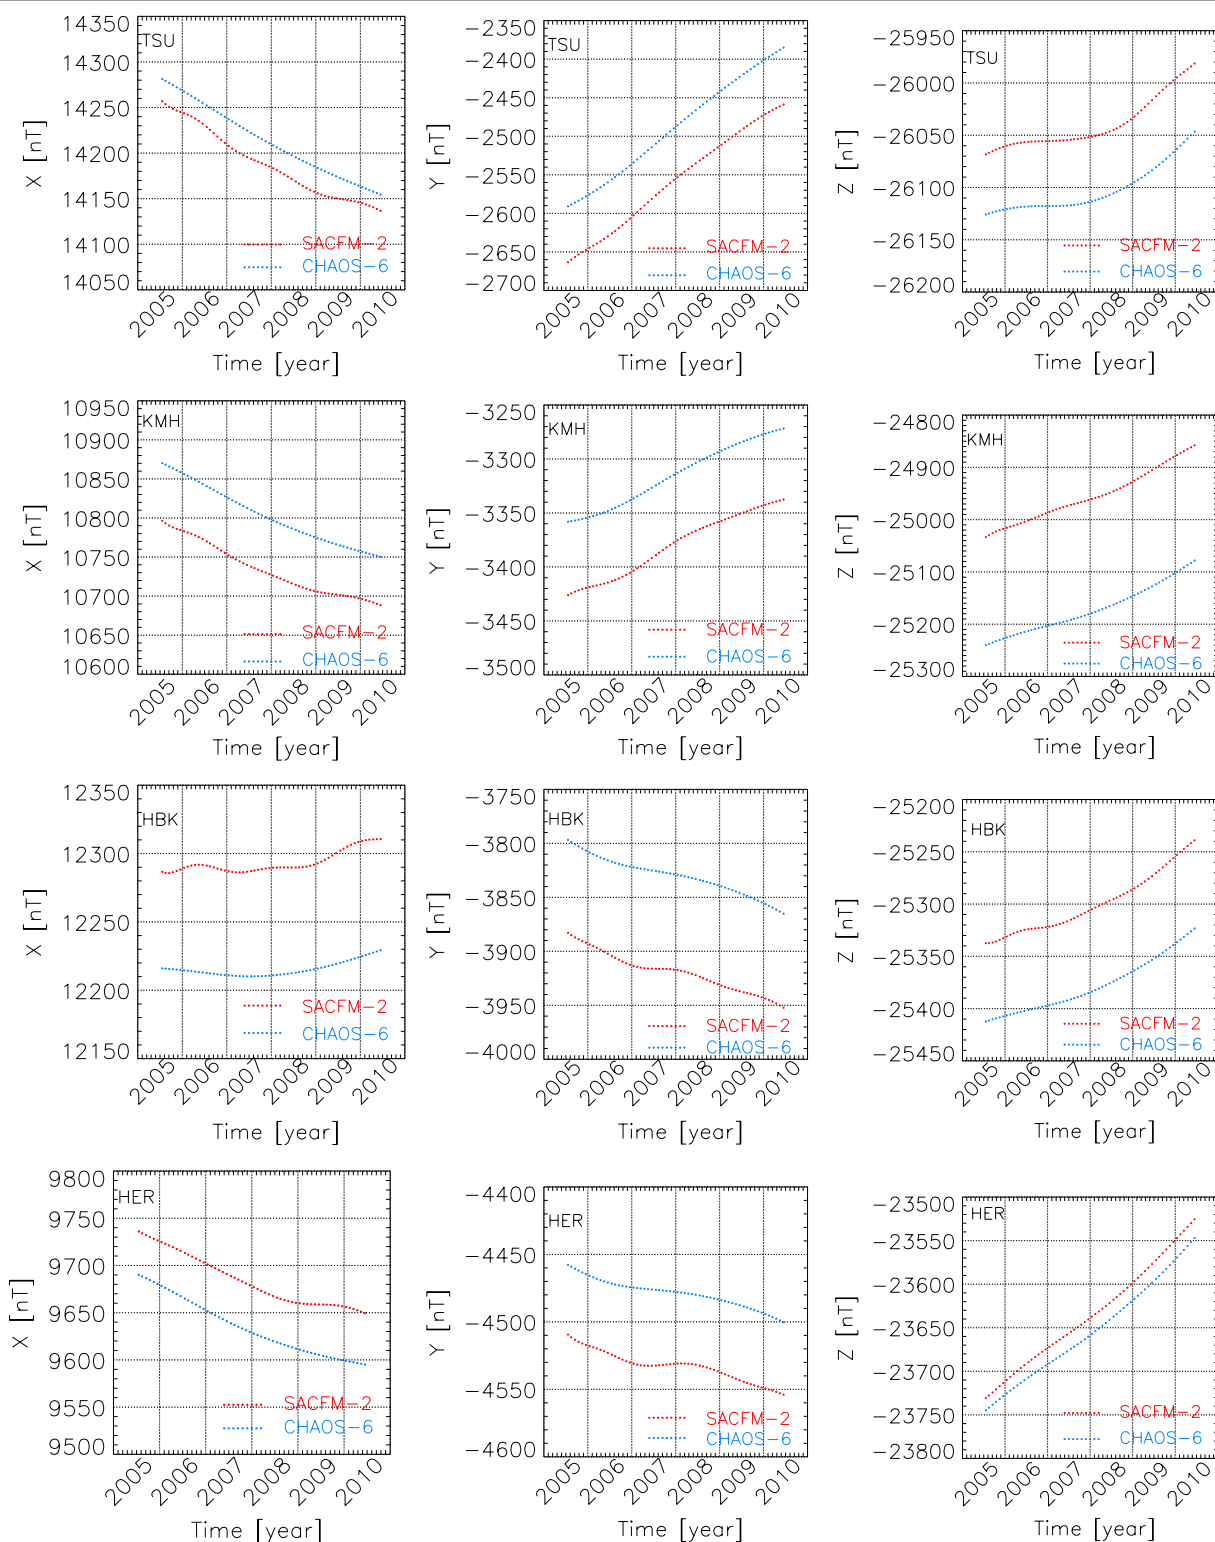 14350
14300
14250
14200
14150
14100
14050
X [nT]
TSU
SACFM-2
CHAOS-6
2005 2006 2007 2008 2009 2010
Time [year]
-2350
-2400
-2450
-2500
-2550
-2600
-2650
-2700
Y [nT]
TSU
SACFM-2
CHAOS-6
2005 2006 2007 2008 2009 2010
Time [year]
-25950
-26000
-26050
-26100
-26150
-26200
Z [nT]
TSU
SACFM-2
CHAOS-6
2005 2006 2007 2008 2009 2010
Time [year]
10950
10900
10850
10800
10750
10700
10650
10600
X [nT]
KMH
SACFM-2
CHAOS-6
2005 2006 2007 2008 2009 2010
Time [year]
-3250
-3300
-3350
-3400
-3450
-3500
Y [nT]
KMH
SACFM-2
CHAOS-6
2005 2006 2007 2008 2009 2010
Time [year]
-24800
-24900
-25000
-25100
-25200
-25300
Z [nT]
KMH
SACFM-2
CHAOS-6
2005 2006 2007 2008 2009 2010
Time [year]
12350
12300
12250
12200
12150
X [nT]
HBK
SACFM-2
CHAOS-6
2005 2006 2007 2008 2009 2010
Time [year]
-3750
-3800
-3850
-3900
-3950
-4000
Y [nT]
HBK
SACFM-2
CHAOS-6
2005 2006 2007 2008 2009 2010
Time [year]
-25200
-25250
-25300
-25350
-25400
-25450
Z [nT]
HBK
SACFM-2
CHAOS-6
2005 2006 2007 2008 2009 2010
Time [year]
9800
9750
9700
9650
9600
9550
9500
X [nT]
HER
SACFM-2
CHAOS-6
2005 2006 2007 2008 2009 2010
Time [year]
-4400
-4450
-4500
-4550
-4600
Y [nT]
HER
SACFM-2
CHAOS-6
2005 2006 2007 2008 2009 2010
Time [year]
-23500
-23550
-23600
-23650
-23700
-23750
-23800
Z [nT]
HER
SACFM-2
CHAOS-6
2005 2006 2007 2008 2009 2010
Time [year]